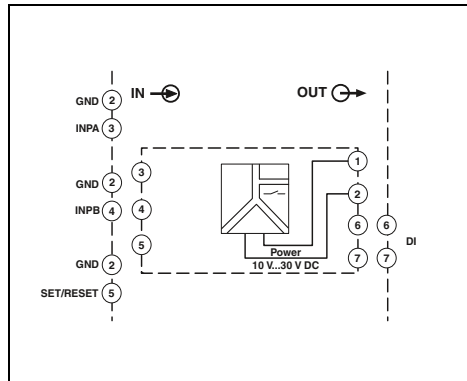 IN
OUT
GND 2
INPA 3
GND 2
INPB 4
GND 2
SET/RESET 5
3
4
5
1
2
6
7
Power
10 V...30 V DC
6
7
DI